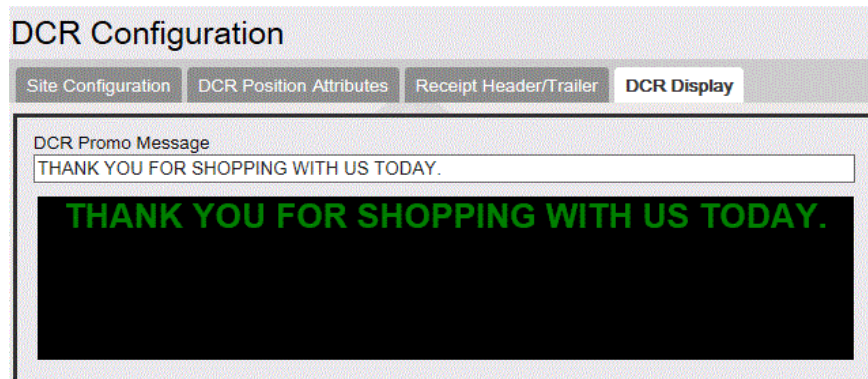 DCR Configuration
Site Configuration DCR Position Attributes Receipt Header/Trailer DCR Display
DCR Promo Message
THANK YOU FOR SHOPPING WITH US TODAY.
THANK YOU FOR SHOPPING WITH US TODAY.